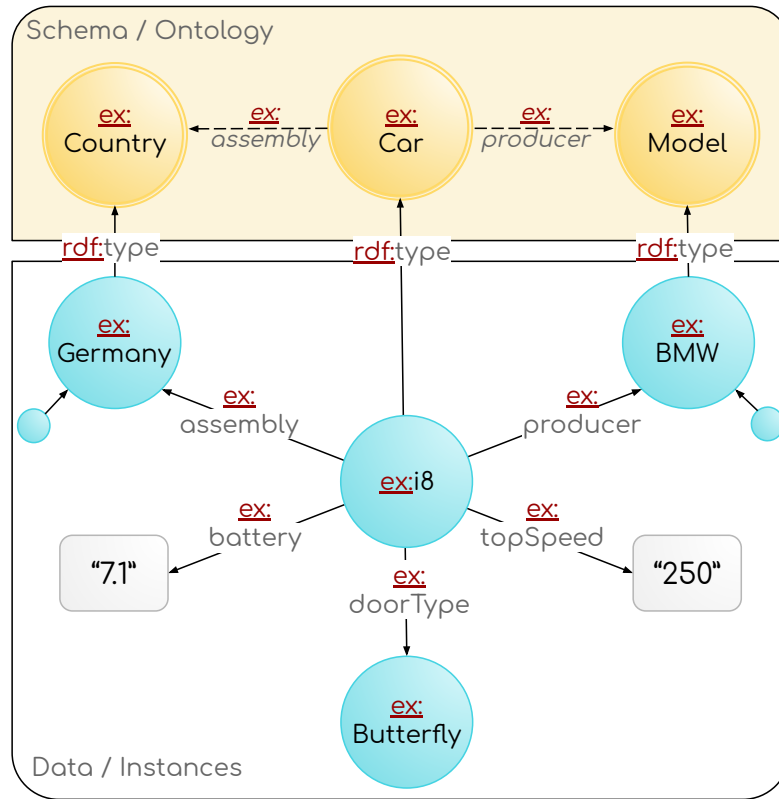 Schema / Ontology
ex:
Country
ex:
assembly
ex:
Car
ex:
producer
ex:
Model
rdf:type
rdf:type
rdf:type
ex:
Germany
ex:
BMW
ex:
assembly
ex:
producer
ex:i8
ex:
battery
ex:
topSpeed
“7.1”
ex:
doorType
“250”
ex:
Butterfly
Data / Instances